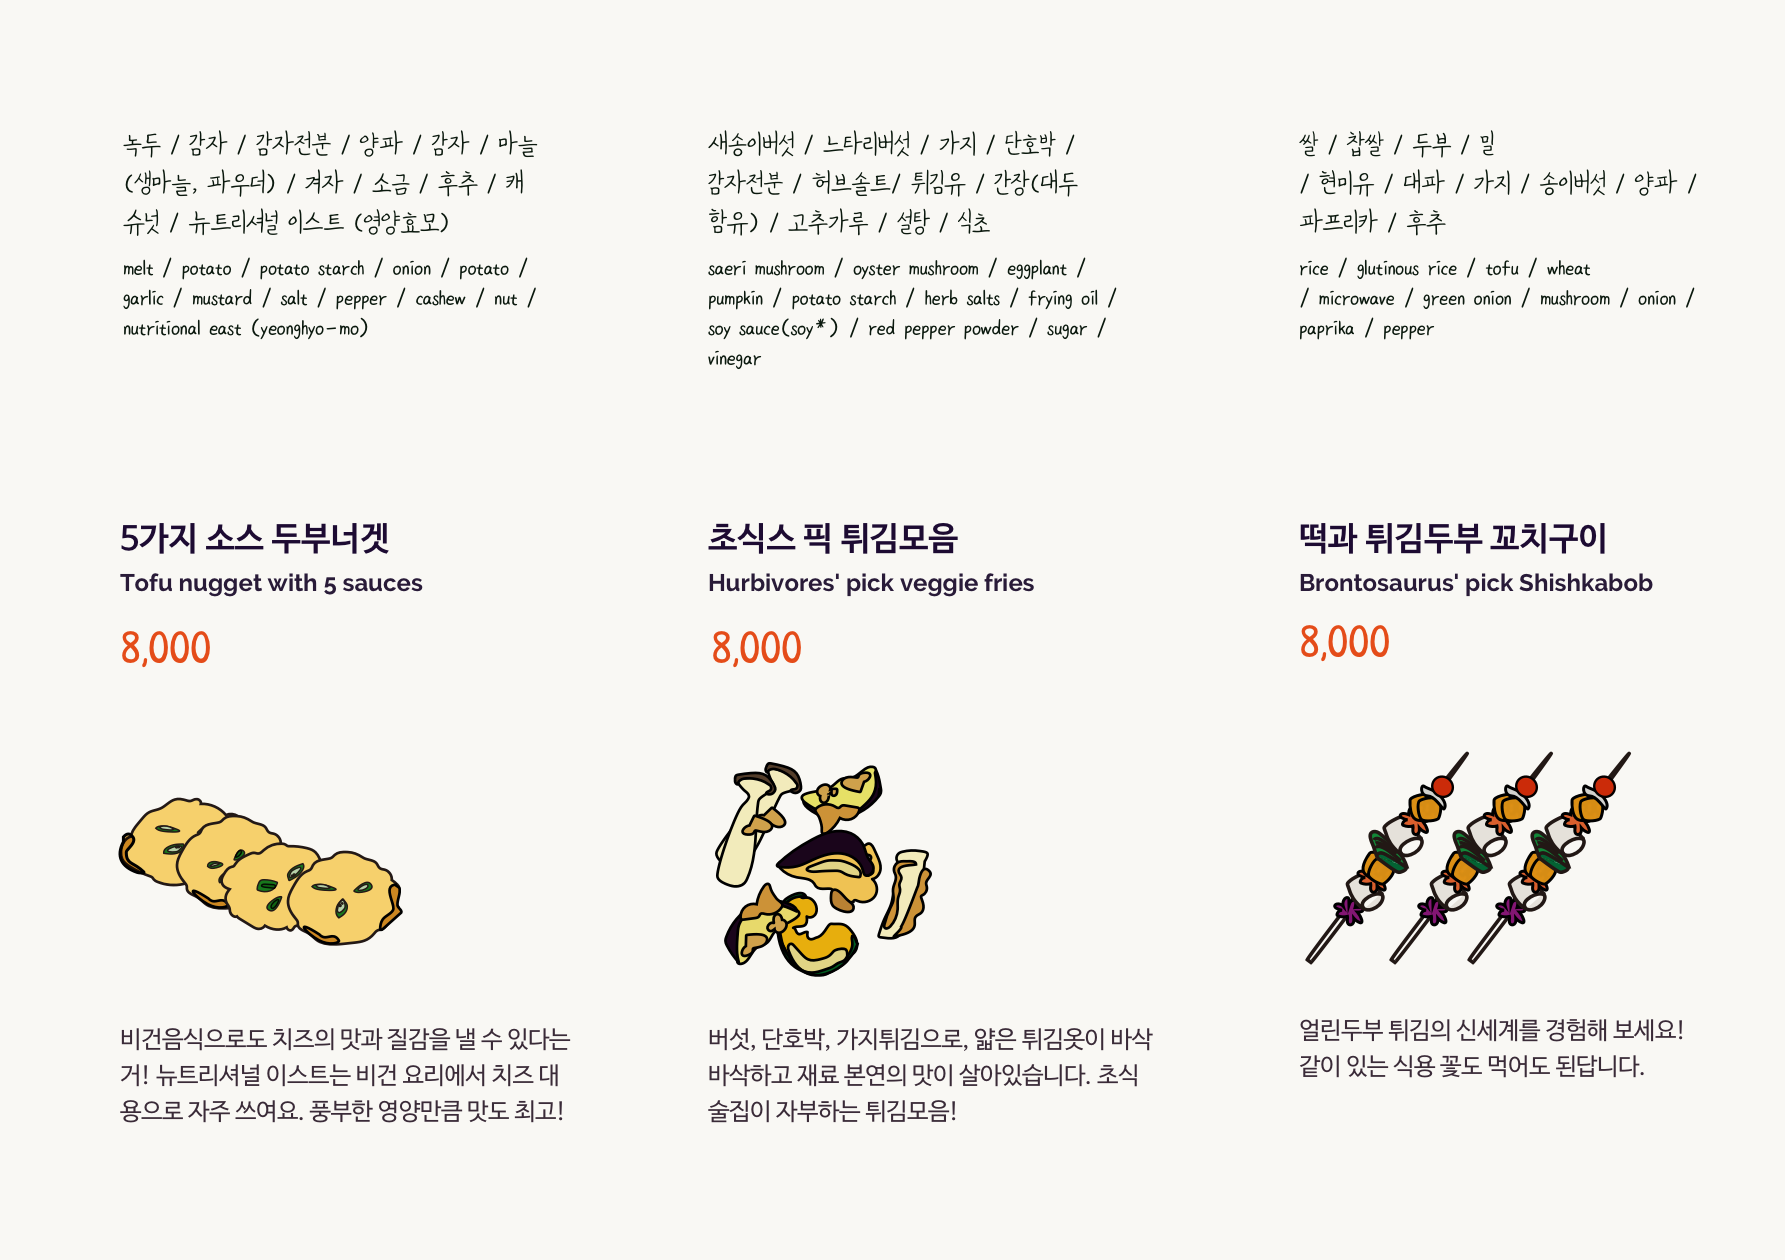 녹두 / 감자 / 감자전분 / 양파 / 감자 / 마늘
(생마늘, 파우더) / 겨자 / 소금 / 후추 / 캐
슈넛 / 뉴트리셔널 이스트 (영양효모)
melt / potato / potato starch / onion / potato /
garlic / mustard / salt / pepper / cashew / nut /
nutritional east (yeonghyo-mo)
5가지 소스 두부너겟
Tofu nugget with 5 sauces
8,000
비건음식으로도 치즈의 맛과 질감을 낼 수 있다는
거! 뉴트리셔널 이스트는 비건 요리에서 치즈 대
용으로 자주 쓰여요. 풍부한 영양만큼 맛도 최고!
새송이버섯 / 느타리버섯 / 가지 / 단호박 /
감자전분 / 허브솔트/ 튀김유 / 간장(대두
함유) / 고추가루 / 설탕 / 식초
saeri mushroom / oyster mushroom / eggplant /
pumpkin / potato starch / herb salts / frying oil /
soy sauce(soy*) / red pepper powder / sugar /
vinegar
초식스 픽 튀김모음
Hurbivores' pick veggie fries
8,000
버섯, 단호박, 가지튀김으로, 얇은 튀김옷이 바삭
바삭하고 재료 본연의 맛이 살아있습니다. 초식
술집이 자부하는 튀김모음!
쌀 / 찹쌀 / 두부 / 밀
/ 현미유 / 대파 / 가지 / 송이버섯 / 양파 /
파프리카 / 후추
rice / glutinous rice / tofu / wheat
/ microwave / green onion / mushroom / onion /
paprika / pepper
떡과 튀김두부 꼬치구이
Brontosaurus' pick Shishkabob
8,000
얼린두부 튀김의 신세계를 경험해 보세요!
같이 있는 식용 꽃도 먹어도 된답니다.